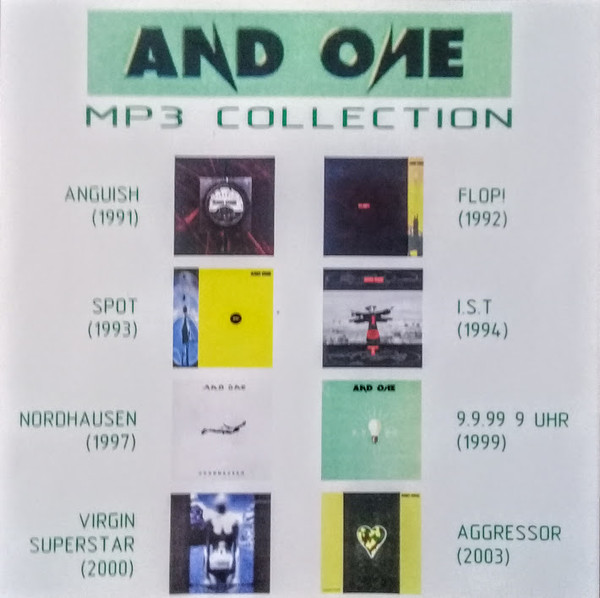 AND ONE
MP3 COLLECTION
ANGUISH
(1991)
FLOP!
(1992)
SPOT
(1993)
I.S.T
(1994)
NORDHAUSEN
(1997)
AND ONE
NORDHAUSEN
AND ONE
9.9.99 9 UHR
(1999)
VIRGIN
SUPERSTAR
(2000)
AGGRESSOR
(2003)